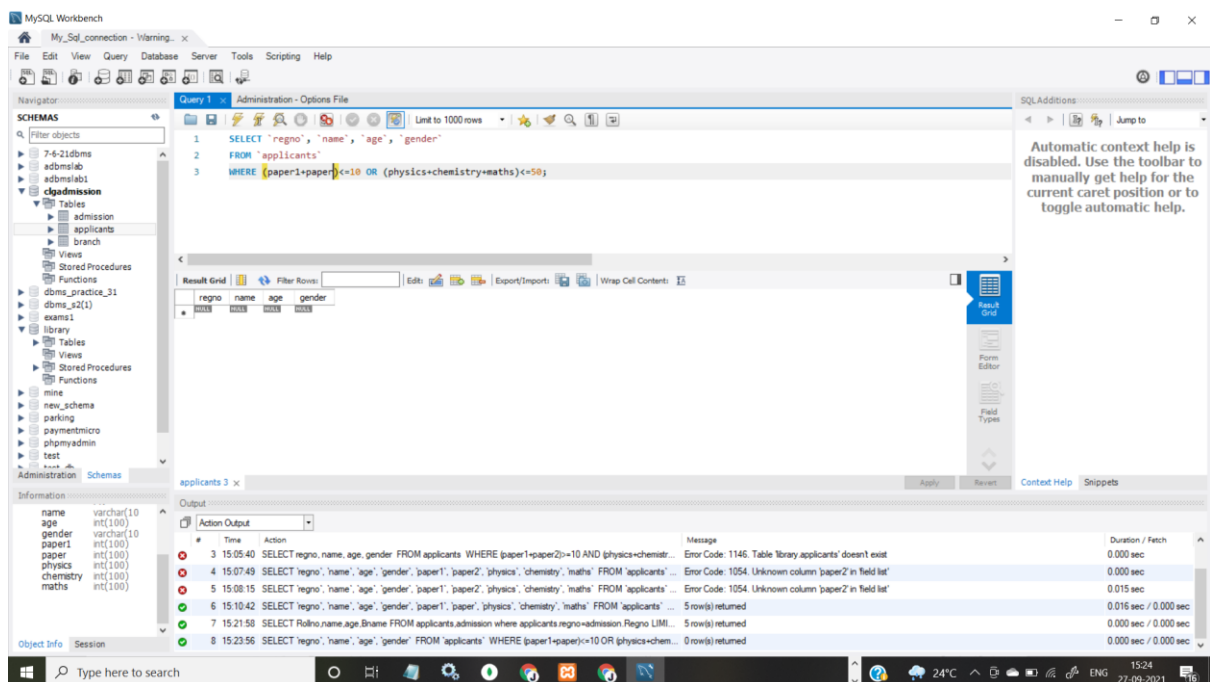 MySQL Workbench
My_Sql_connection - Warning... ×
File Edit View Query Database Server Tools Scripting Help
Navigator
SCHEMAS
Filter objects
7-6-21dbms
adbmslab
adbmslab1
clgadmission
Tables
admission
applicants
branch
Views
Stored Procedures
Functions
dbms_practice_31
dbms_s2(1)
exams1
library
Tables
Views
Stored Procedures
Functions
mine
new_schema
parking
paymentmicro
phpmyadmin
test
Administration Schemas
Information
name varchar(10
age int(100)
gender varchar(10
paper1 int(100)
paper int(100)
physics int(100)
chemistry int(100)
maths int(100)
Object Info Session
Query 1 × Administration - Options File
Limit to 1000 rows
1 SELECT `regno`, `name`, `age`, `gender`
2 FROM `applicants`
3 WHERE (paper1+paper)<=10 OR (physics+chemistry+maths)<=50;
Result Grid Filter Rows: Edit: Export/Import: Wrap Cell Content:
regno name age gender
NULL NULL NULL NULL
Result Grid
Form Editor
Field Types
applicants 3 × Apply Revert
Output
Action Output
# Time Action Message Duration / Fetch
3 15:05:40 SELECT regno, name, age, gender FROM applicants WHERE (paper1+paper2)>=10 AND (physics+chemistr... Error Code: 1146. Table 'library.applicants' doesn't exist 0.000 sec
4 15:07:49 SELECT `regno`, `name`, `age`, `gender`, `paper1`, `paper2`, `physics`, `chemistry`, `maths` FROM `applicants` ... Error Code: 1054. Unknown column 'paper2' in 'field list' 0.000 sec
5 15:08:15 SELECT `regno`, `name`, `age`, `gender`, `paper1`, `paper2`, `physics`, `chemistry`, `maths` FROM `applicants` ... Error Code: 1054. Unknown column 'paper2' in 'field list' 0.015 sec
6 15:10:42 SELECT `regno`, `name`, `age`, `gender`, `paper1`, `paper`, `physics`, `chemistry`, `maths` FROM `applicants` ... 5 row(s) returned 0.016 sec / 0.000 sec
7 15:21:58 SELECT Rollno,name,age,Bname FROM applicants,admission where applicants.regno=admission.Regno LIMI... 5 row(s) returned 0.000 sec / 0.000 sec
8 15:23:56 SELECT `regno`, `name`, `age`, `gender` FROM `applicants` WHERE (paper1+paper)<=10 OR (physics+chem... 0 row(s) returned 0.000 sec / 0.000 sec
SQLAdditions
Jump to
Automatic context help is
disabled. Use the toolbar to
manually get help for the
current caret position or to
toggle automatic help.
Context Help Snippets
Type here to search
24°C ENG
15:24
27-09-2021
16